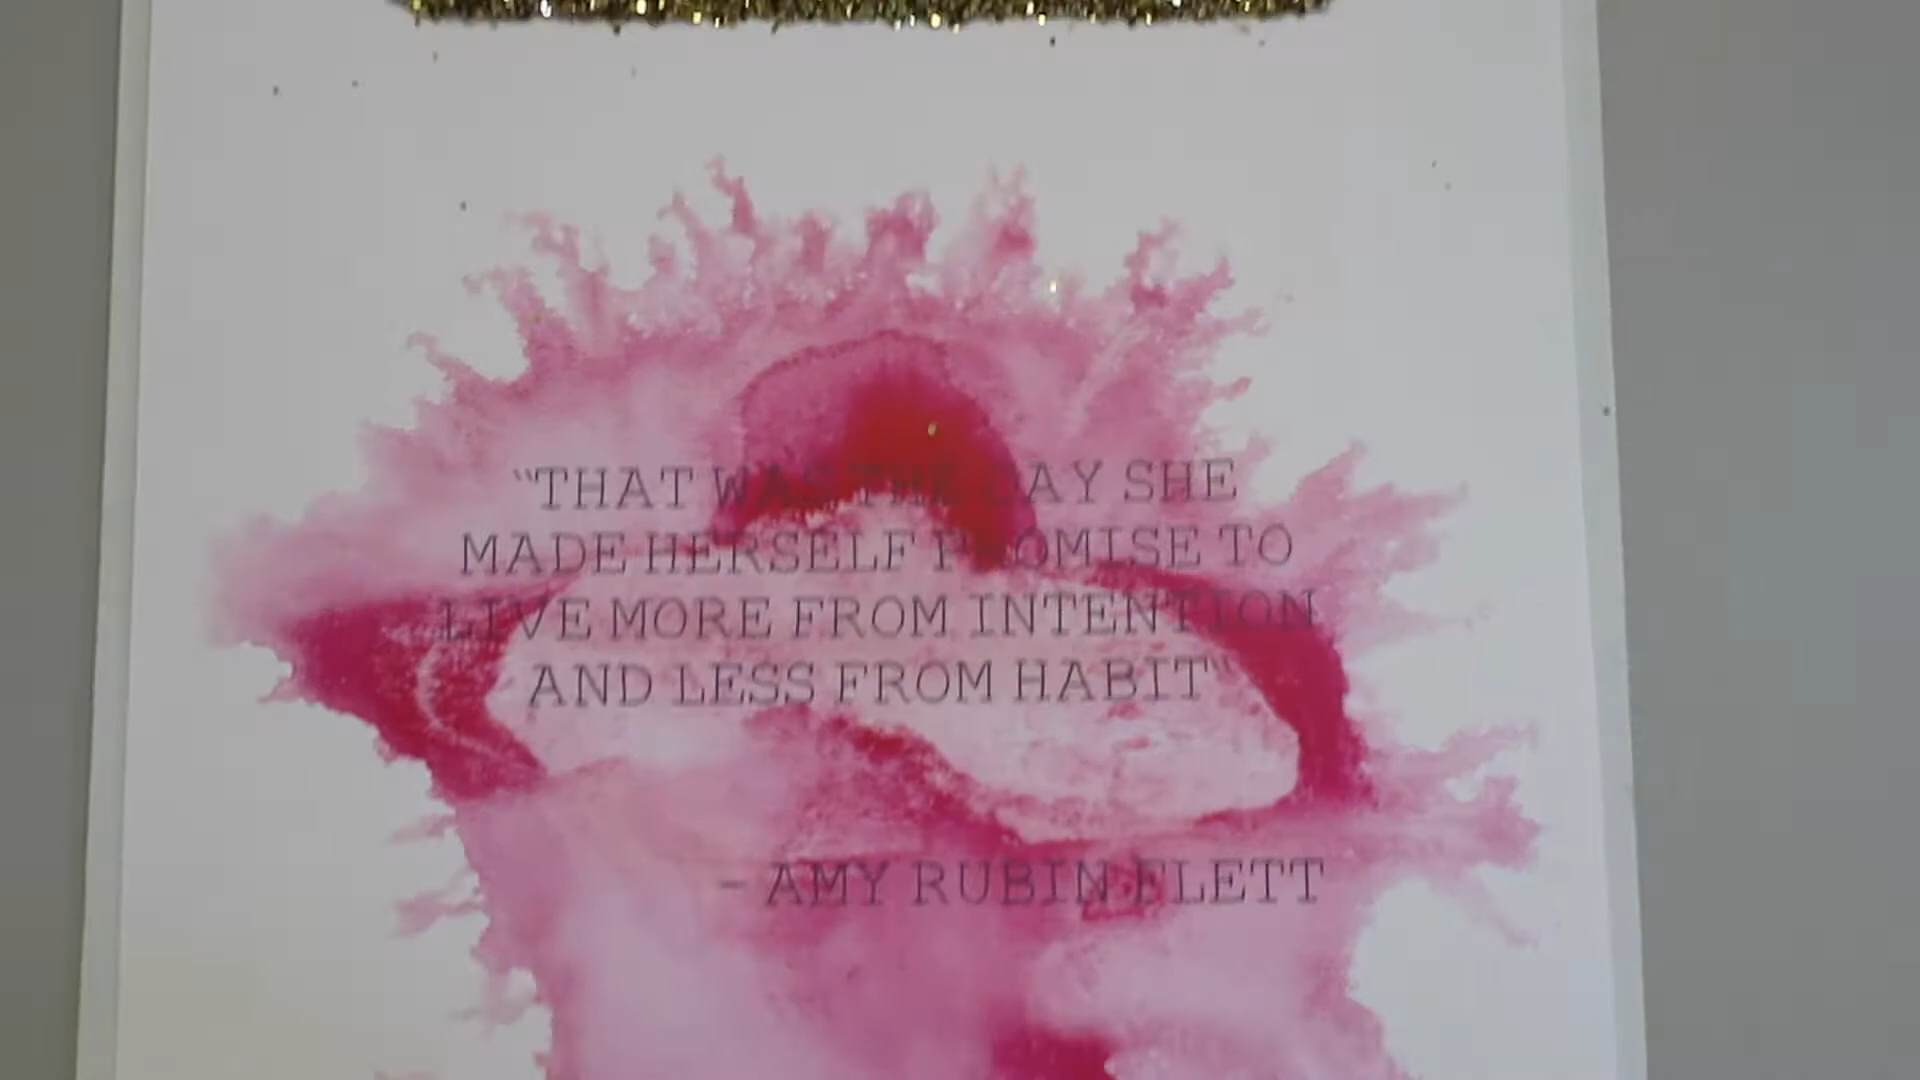 “THAT WAS THE DAY SHE
MADE HERSELF PROMISE TO
LIVE MORE FROM INTENTION
AND LESS FROM HABIT“
- AMY RUBIN FLETT